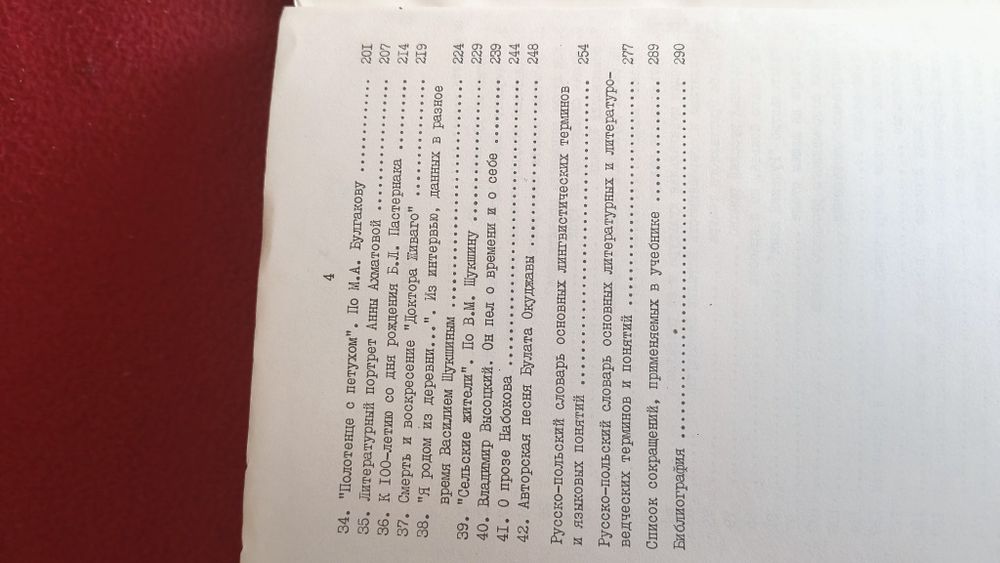 4
34. "Полотенце с петухом". По М.А. Булгакову ............. 201
35. Литературный портрет Анны Ахматовой .................. 207
36. К 100-летию со дня рождения Б.Л. Пастернака .......... 214
37. Смерть и воскресение "Доктора Живаго" ................ 219
38. "Я родом из деревни...". Из интервью, данных в разное
время Василием Шукшиным .............................. 224
39. "Сельские жители". По В.М. Шукшину ................... 229
40. Владимир Высоцкий. Он пел о времени и о себе ......... 239
41. О прозе Набокова ..................................... 244
42. Авторская песня Булата Окуджавы ...................... 248
Русско-польский словарь основных лингвистических терминов
и языковых понятий ....................................... 254
Русско-польский словарь основных литературных и литературо-
ведческих терминов и понятий ............................. 277
Список сокращений, применяемых в учебнике ................ 289
Библиография ............................................. 290